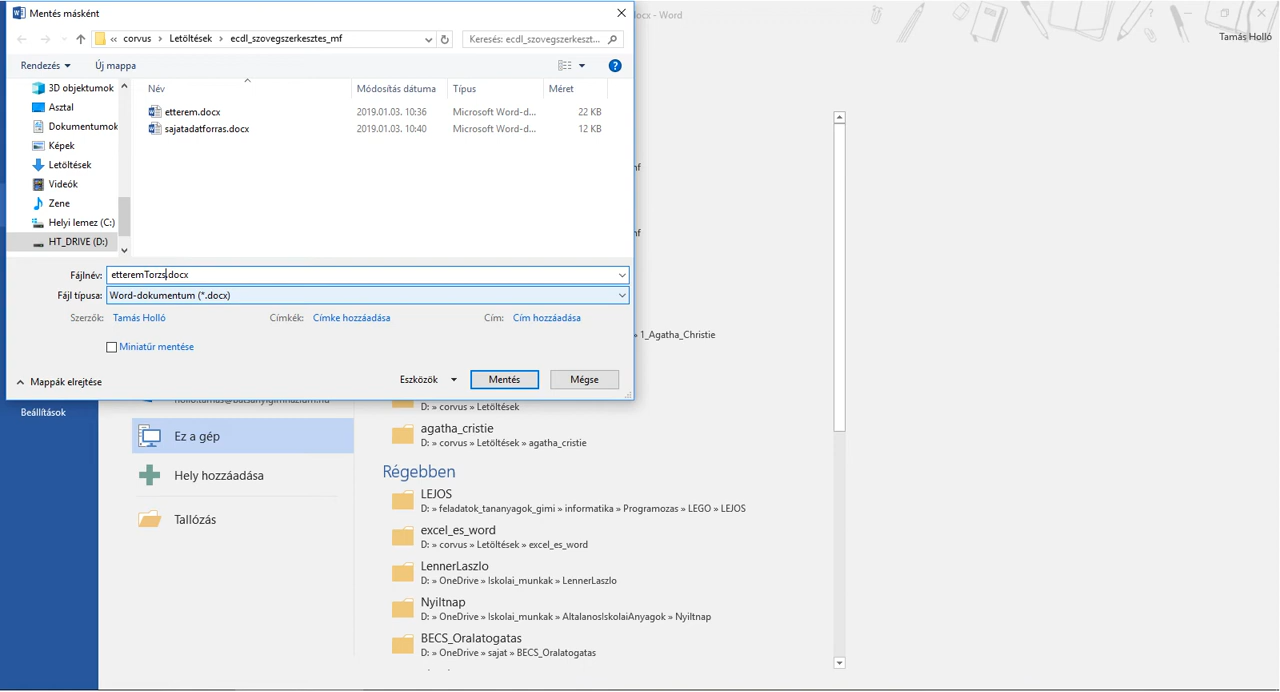 Mentés másként
ocx - Word
Tamás Holló
« corvus › Letöltések › ecdl_szovegszerkesztes_mf
Keresés: ecdl_szovegszerkeszt...
Rendezés
Új mappa
Név
Módosítás dátuma
Típus
Méret
3D objektumok
Asztal
Dokumentumok
Képek
Letöltések
Videók
Zene
Helyi lemez (C:)
HT_DRIVE (D:)
etterem.docx 2019.01.03. 10:36 Microsoft Word-d... 22 KB
sajatadatforras.docx 2019.01.03. 10:40 Microsoft Word-d... 12 KB
nf
nf
Fájlnév: etteremTorzs.docx
Fájl típusa: Word-dokumentum (*.docx)
Szerzők: Tamás Holló
Címkék: Címke hozzáadása
Cím: Cím hozzáadása
Miniatűr mentése
» 1_Agatha_Christie
Mappák elrejtése
Eszközök
Mentés
Mégse
Beállítások
Ez a gép
Hely hozzáadása
Tallózás
D: » corvus » Letöltések
agatha_cristie
D: » corvus » Letöltések » agatha_cristie
Régebben
LEJOS
D: » feladatok_tananyagok_gimi » informatika » Programozas » LEGO » LEJOS
excel_es_word
D: » corvus » Letöltések » excel_es_word
LennerLaszlo
D: » OneDrive » Iskolai_munkak » LennerLaszlo
Nyiltnap
D: » OneDrive » Iskolai_munkak » AltalanosIskolaiAnyagok » Nyiltnap
BECS_Oralatogatas
D: » OneDrive » sajat » BECS_Oralatogatas